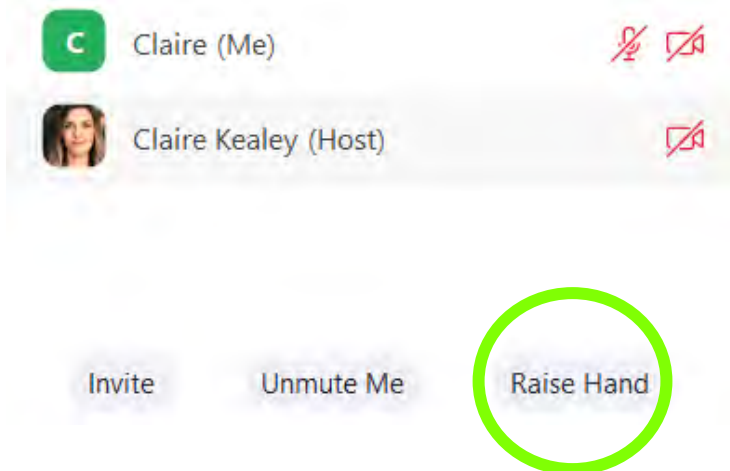 C Claire (Me)
Claire Kealey (Host)
Invite Unmute Me Raise Hand